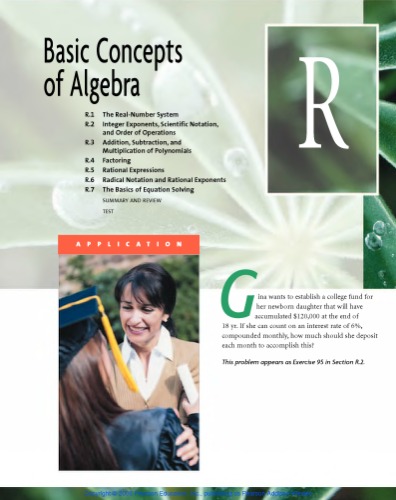 Basic Concepts
of Algebra
R
R.1 The Real-Number System
R.2 Integer Exponents, Scientific Notation,
and Order of Operations
R.3 Addition, Subtraction, and
Multiplication of Polynomials
R.4 Factoring
R.5 Rational Expressions
R.6 Radical Notation and Rational Exponents
R.7 The Basics of Equation Solving
SUMMARY AND REVIEW
TEST
APPLICATION
Gina wants to establish a college fund for
her newborn daughter that will have
accumulated $120,000 at the end of
18 yr. If she can count on an interest rate of 6%,
compounded monthly, how much should she deposit
each month to accomplish this?
This problem appears as Exercise 95 in Section R.2.